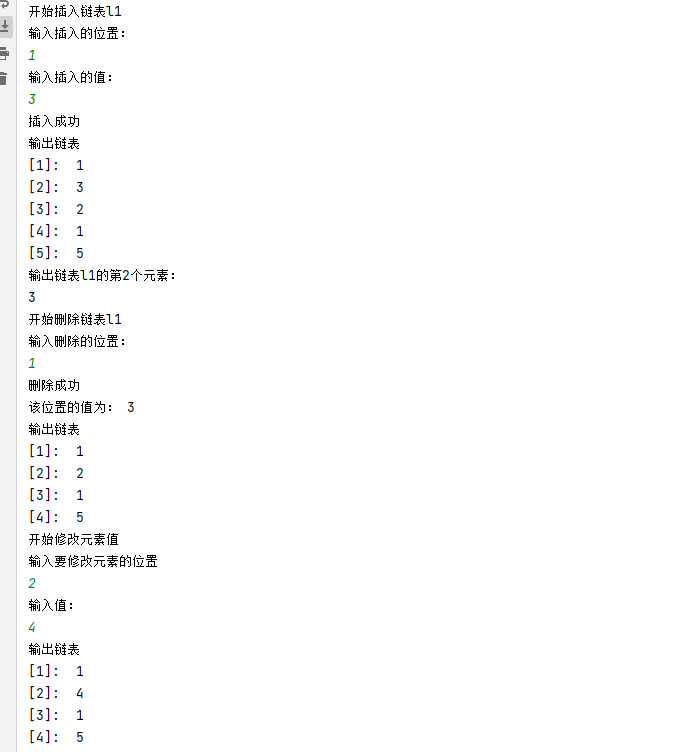 开始插入链表l1
输入插入的位置：
1
输入插入的值：
3
插入成功
输出链表
[1]:  1
[2]:  3
[3]:  2
[4]:  1
[5]:  5
输出链表l1的第2个元素：
3
开始删除链表l1
输入删除的位置：
1
删除成功
该位置的值为： 3
输出链表
[1]:  1
[2]:  2
[3]:  1
[4]:  5
开始修改元素值
输入要修改元素的位置
2
输入值：
4
输出链表
[1]:  1
[2]:  4
[3]:  1
[4]:  5